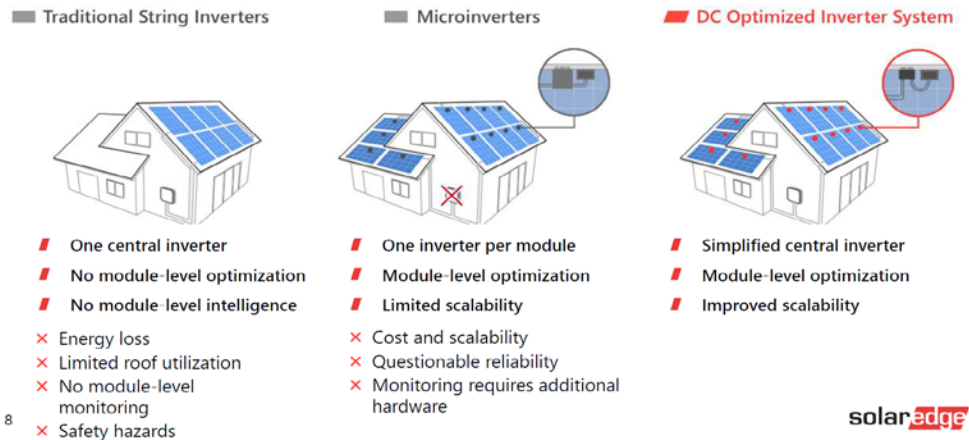 Traditional String Inverters
One central inverter
No module-level optimization
No module-level intelligence
× Energy loss
× Limited roof utilization
× No module-level
monitoring
× Safety hazards
Microinverters
One inverter per module
Module-level optimization
Limited scalability
× Cost and scalability
× Questionable reliability
× Monitoring requires additional
hardware
DC Optimized Inverter System
Simplified central inverter
Module-level optimization
Improved scalability
8
solaredge